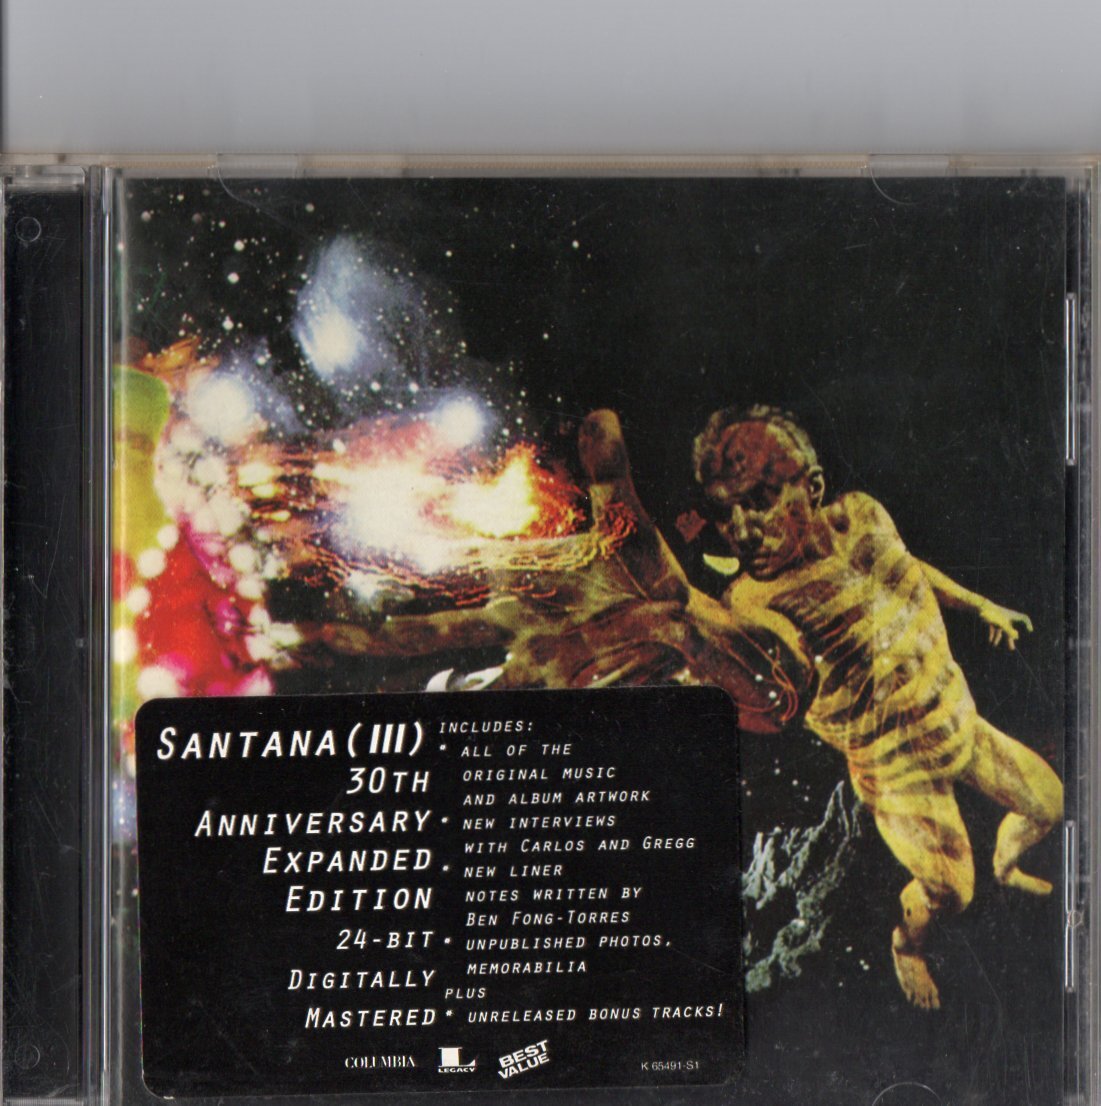 SANTANA (III)
30TH
ANNIVERSARY
EXPANDED
EDITION
24-BIT
DIGITALLY
MASTERED
INCLUDES:
* ALL OF THE
ORIGINAL MUSIC
AND ALBUM ARTWORK
• NEW INTERVIEWS
WITH CARLOS AND GREGG
• NEW LINER
NOTES WRITTEN BY
BEN FONG-TORRES
• UNPUBLISHED PHOTOS,
MEMORABILIA
PLUS
* UNRELEASED BONUS TRACKS!
COLUMBIA
L
LEGACY
BEST
VALUE
K 65491-S1